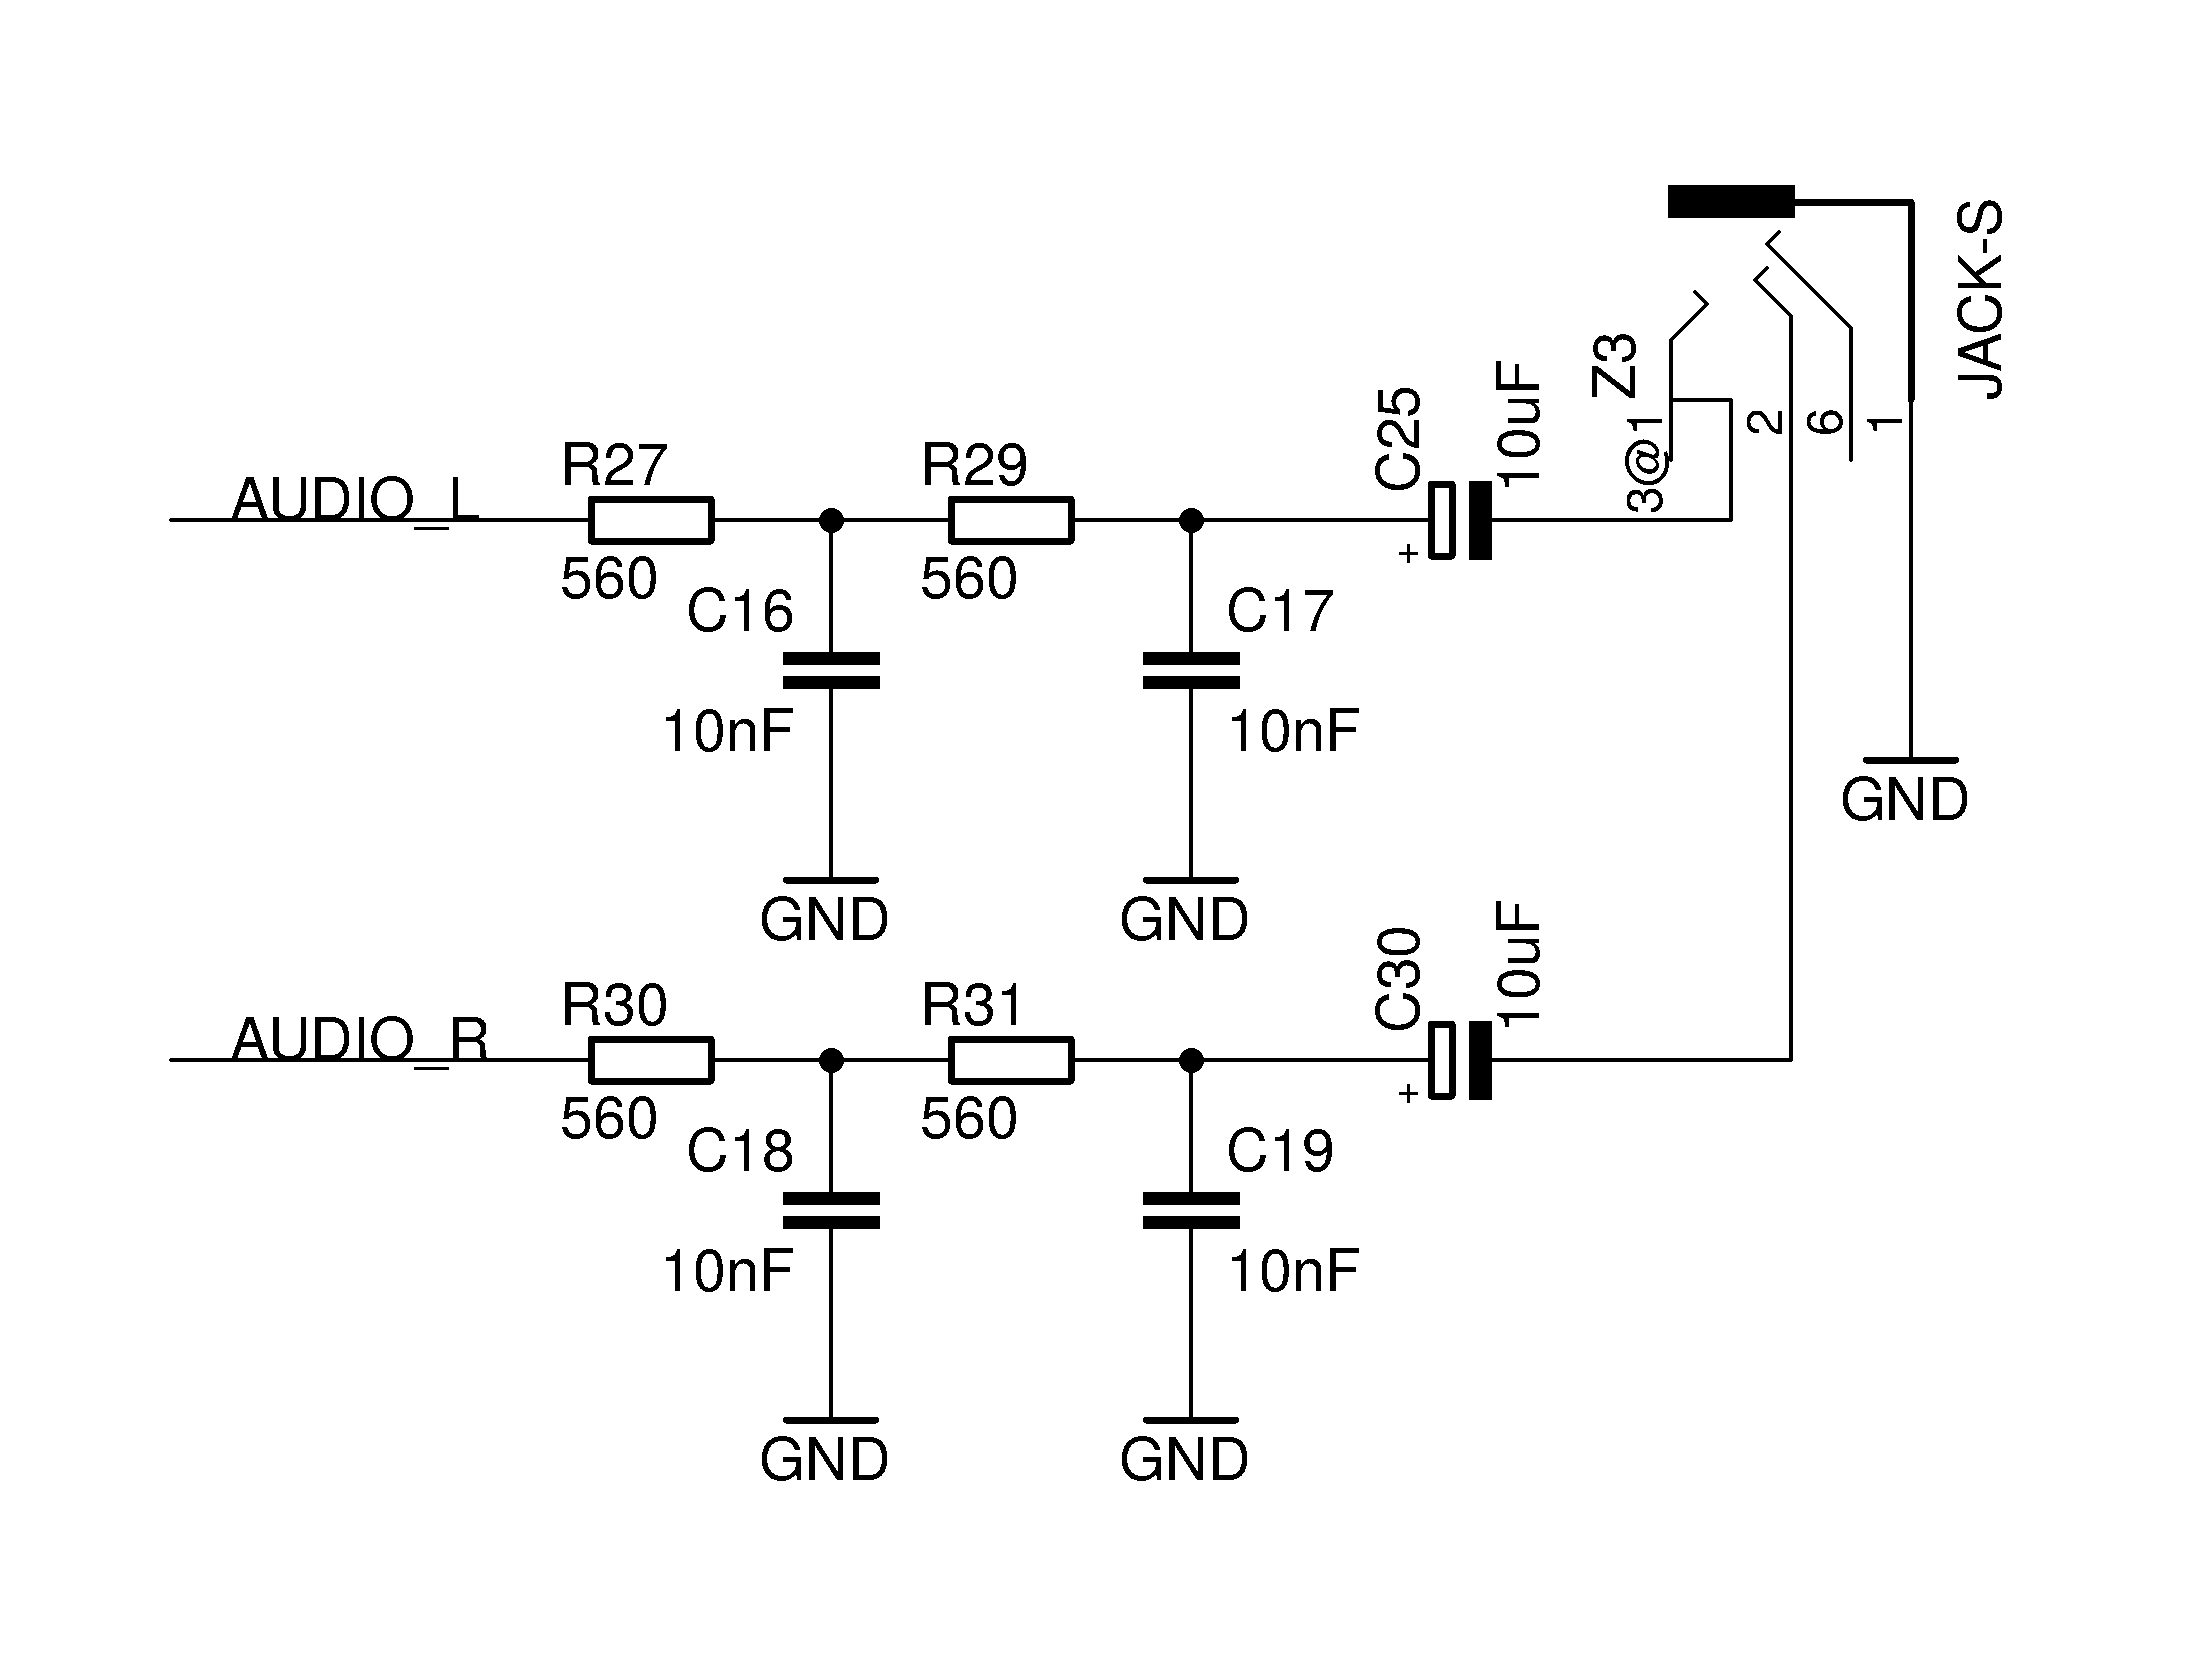 JACK-S
Z3
3@1
2
6
1
AUDIO_L
R27
560
R29
560
C25
+
10uF
C16
10nF
C17
10nF
GND
GND
GND
AUDIO_R
R30
560
R31
560
C30
+
10uF
C18
10nF
C19
10nF
GND
GND